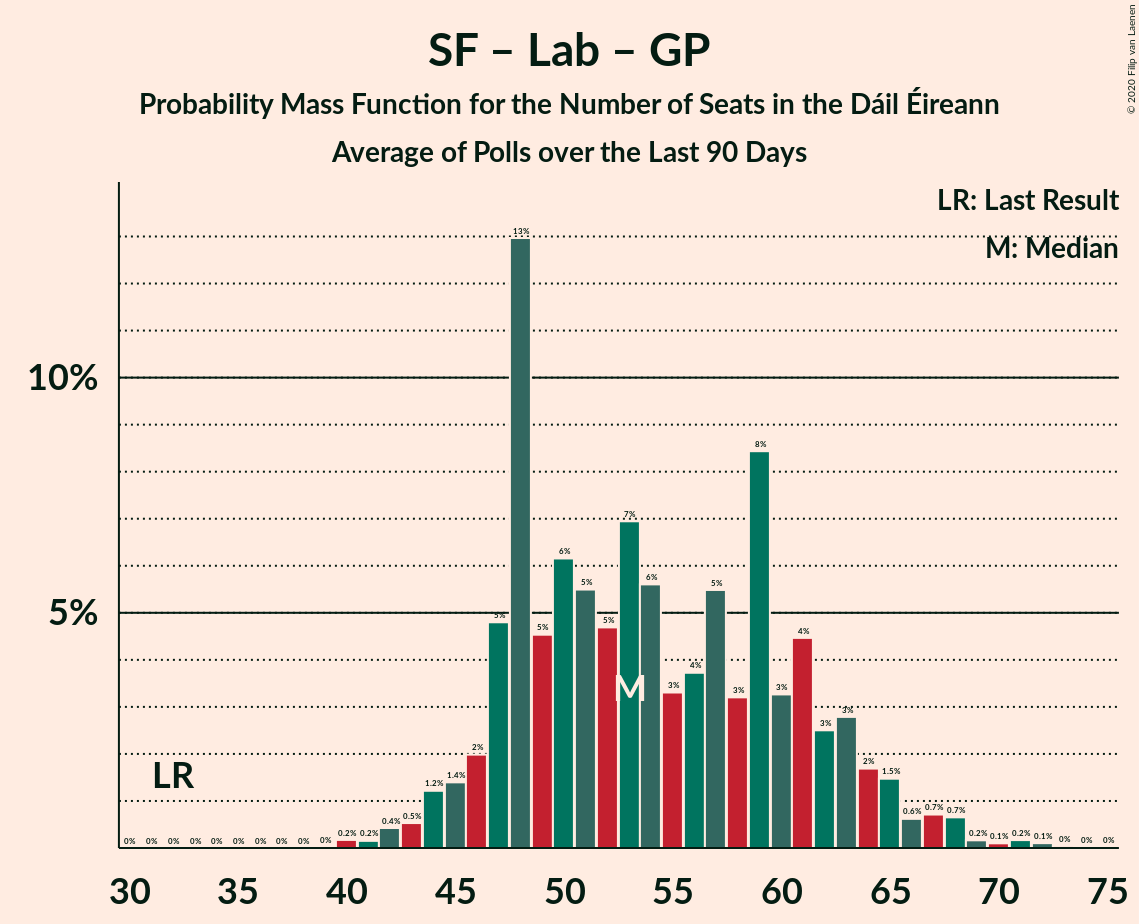 SF – Lab – GP
Probability Mass Function for the Number of Seats in the Dáil Éireann
Average of Polls over the Last 90 Days
© 2020 Filip van Laenen
LR: Last Result
M: Median
10%
5%
LR
M
0% 0% 0% 0% 0% 0% 0% 0% 0% 0% 0.2% 0.2% 0.4% 0.5% 1.2% 1.4% 2% 5% 13% 5% 6% 5% 5% 7% 6% 3% 4% 5% 3% 8% 3% 4% 3% 3% 2% 1.5% 0.6% 0.7% 0.7% 0.2% 0.1% 0.2% 0.1% 0% 0% 0%
30 35 40 45 50 55 60 65 70 75